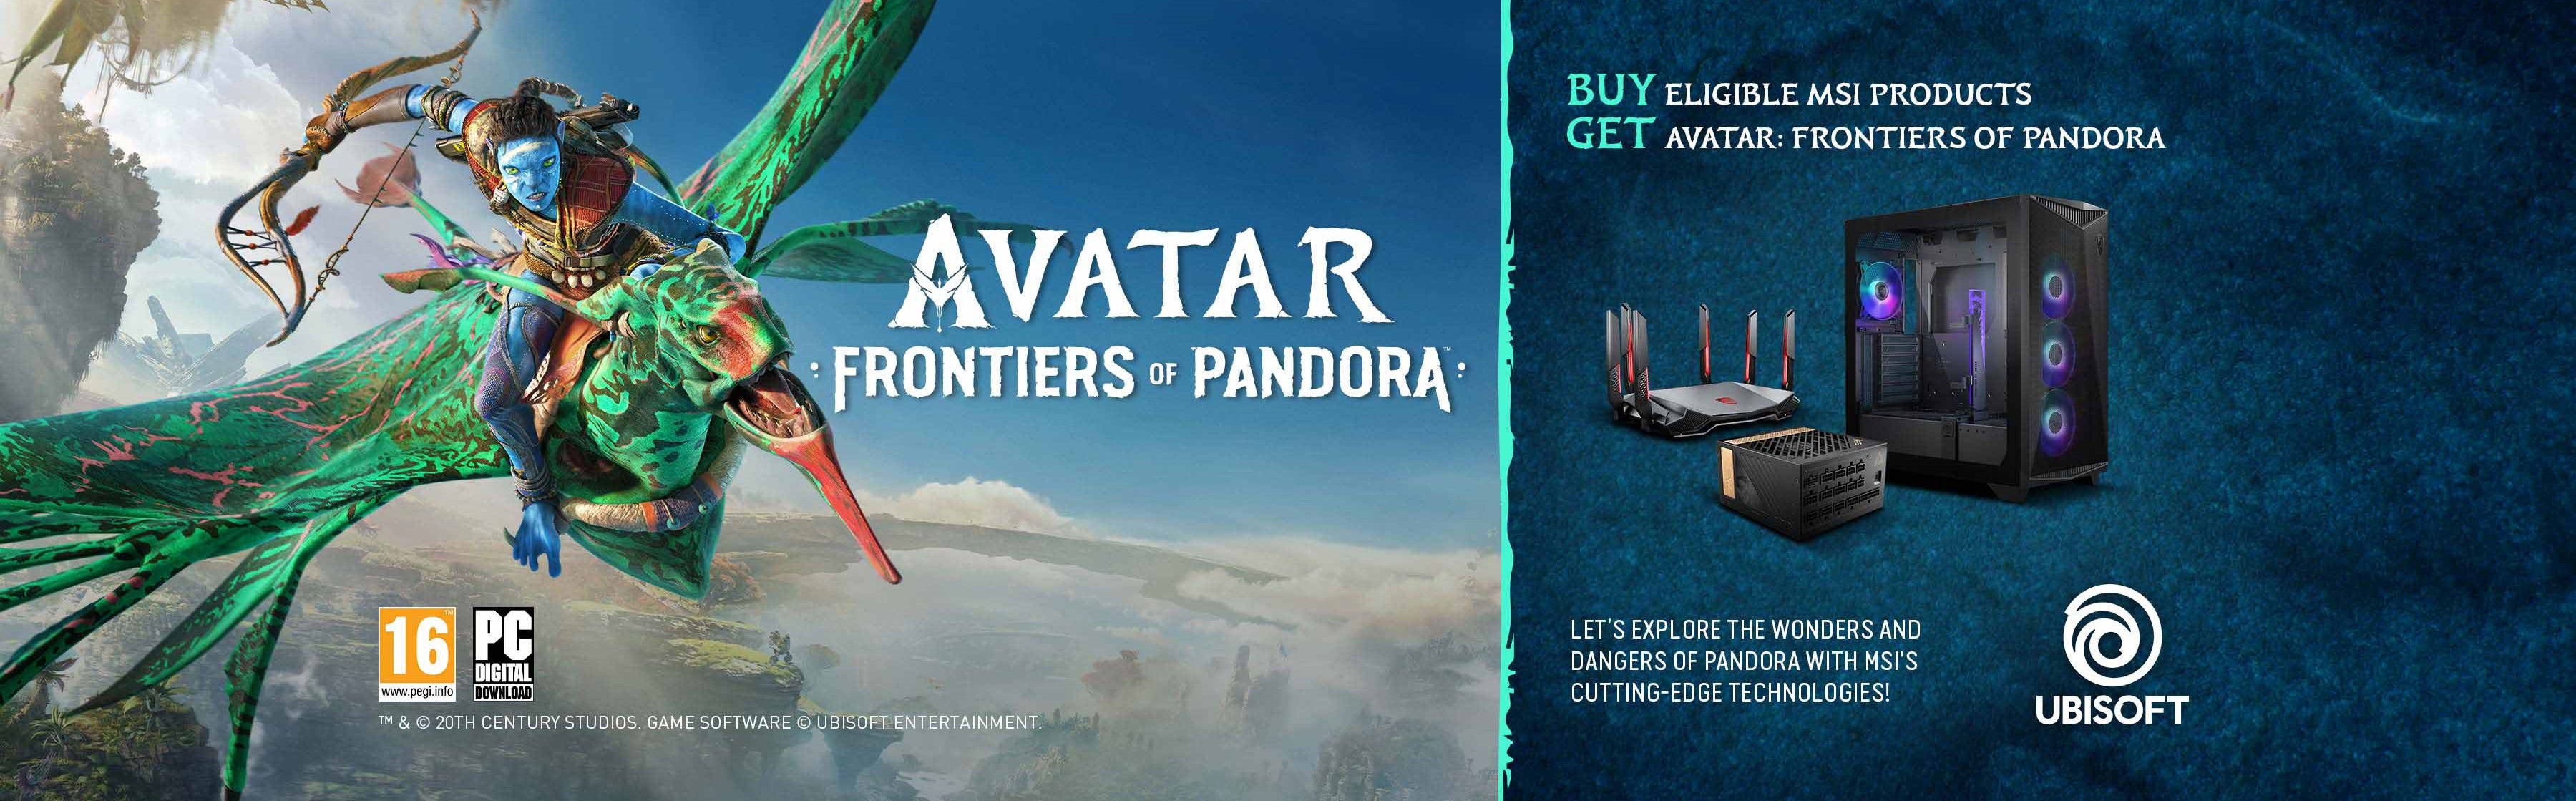 AVATAR
: FRONTIERS OF PANDORA™ :
16
www.pegi.info
PC
DIGITAL
DOWNLOAD
™ & © 20TH CENTURY STUDIOS. GAME SOFTWARE © UBISOFT ENTERTAINMENT.
BUY ELIGIBLE MSI PRODUCTS
GET AVATAR: FRONTIERS OF PANDORA
LET'S EXPLORE THE WONDERS AND
DANGERS OF PANDORA WITH MSI'S
CUTTING-EDGE TECHNOLOGIES!
UBISOFT